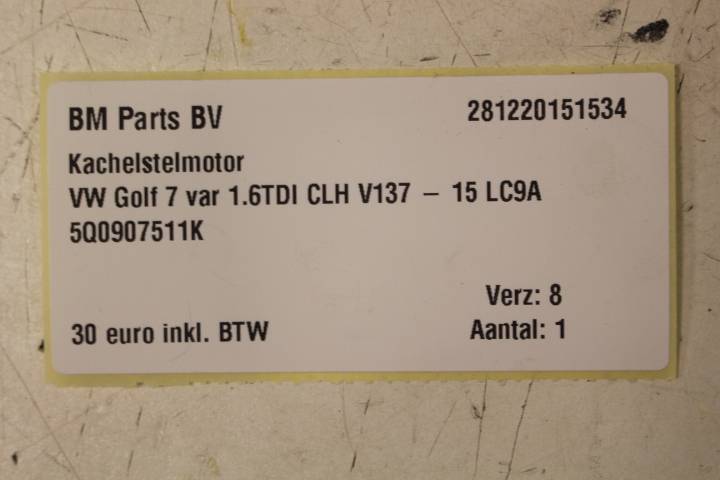 BM Parts BV 281220151534
Kachelstelmotor
VW Golf 7 var 1.6TDI CLH V137 – 15 LC9A
5Q0907511K
Verz: 8
30 euro inkl. BTW Aantal: 1